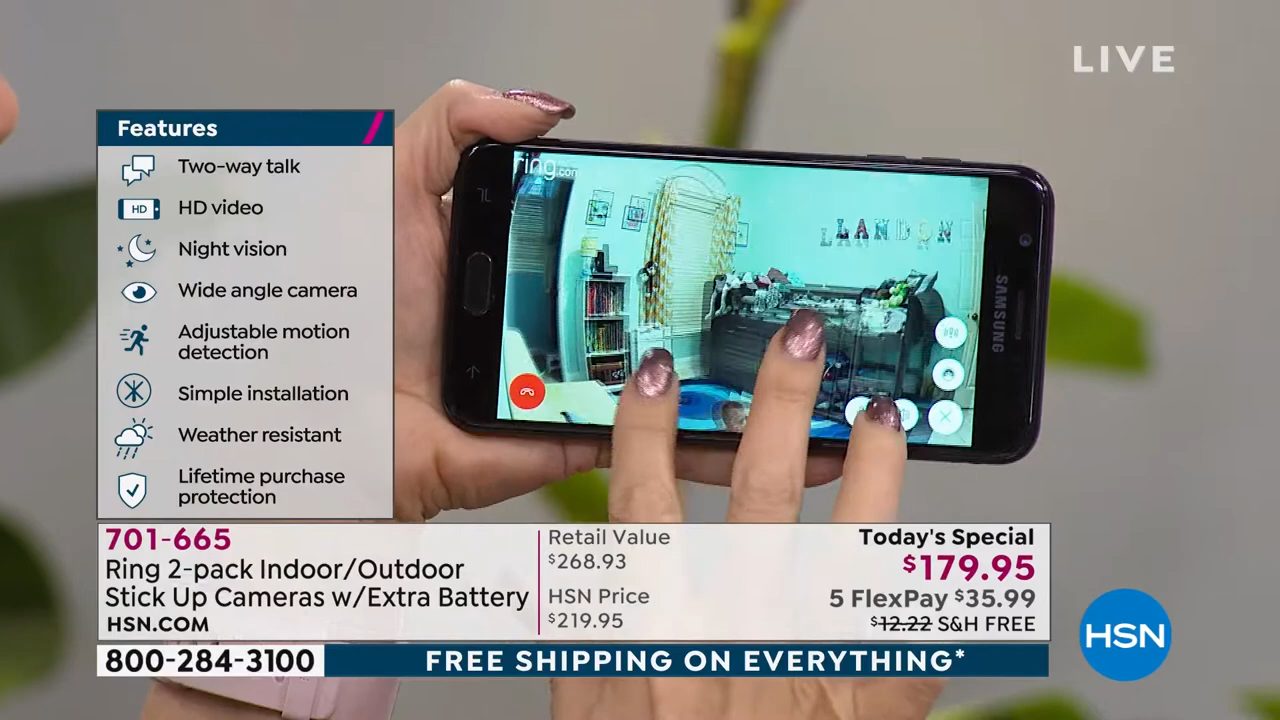 LIVE
Features
Two-way talk
HD
HD video
Night vision
Wide angle camera
Adjustable motion
detection
Simple installation
Weather resistant
Lifetime purchase
protection
ring.com
LANDON
SAMSUNG
701-665
Ring 2-pack Indoor/Outdoor
Stick Up Cameras w/Extra Battery
HSN.COM
Retail Value
$268.93
HSN Price
$219.95
Today's Special
$179.95
5 FlexPay $35.99
$12.22 S&H FREE
HSN
800-284-3100
FREE SHIPPING ON EVERYTHING*